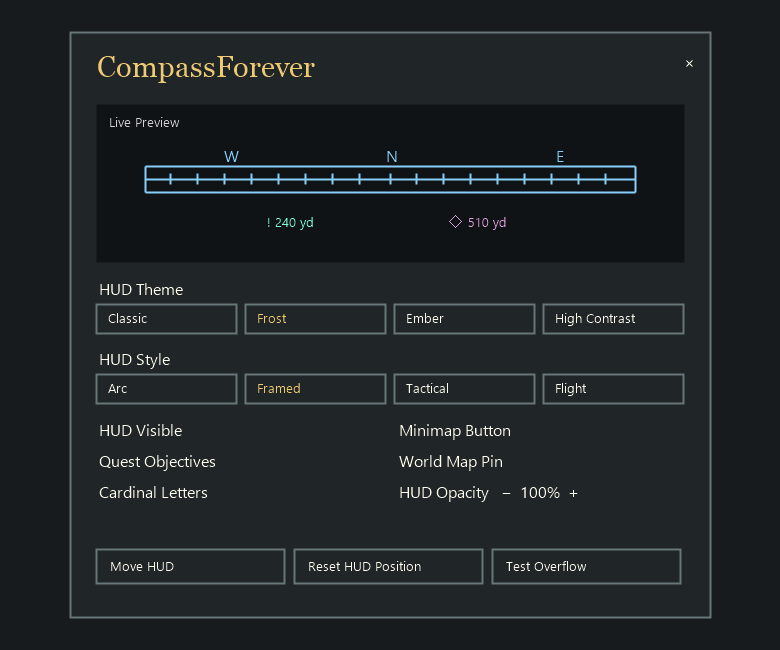 CompassForever
×
Live Preview
W N E
! 240 yd ◇ 510 yd
HUD Theme
Classic Frost Ember High Contrast
HUD Style
Arc Framed Tactical Flight
HUD Visible Minimap Button
Quest Objectives World Map Pin
Cardinal Letters HUD Opacity – 100% +
Move HUD Reset HUD Position Test Overflow